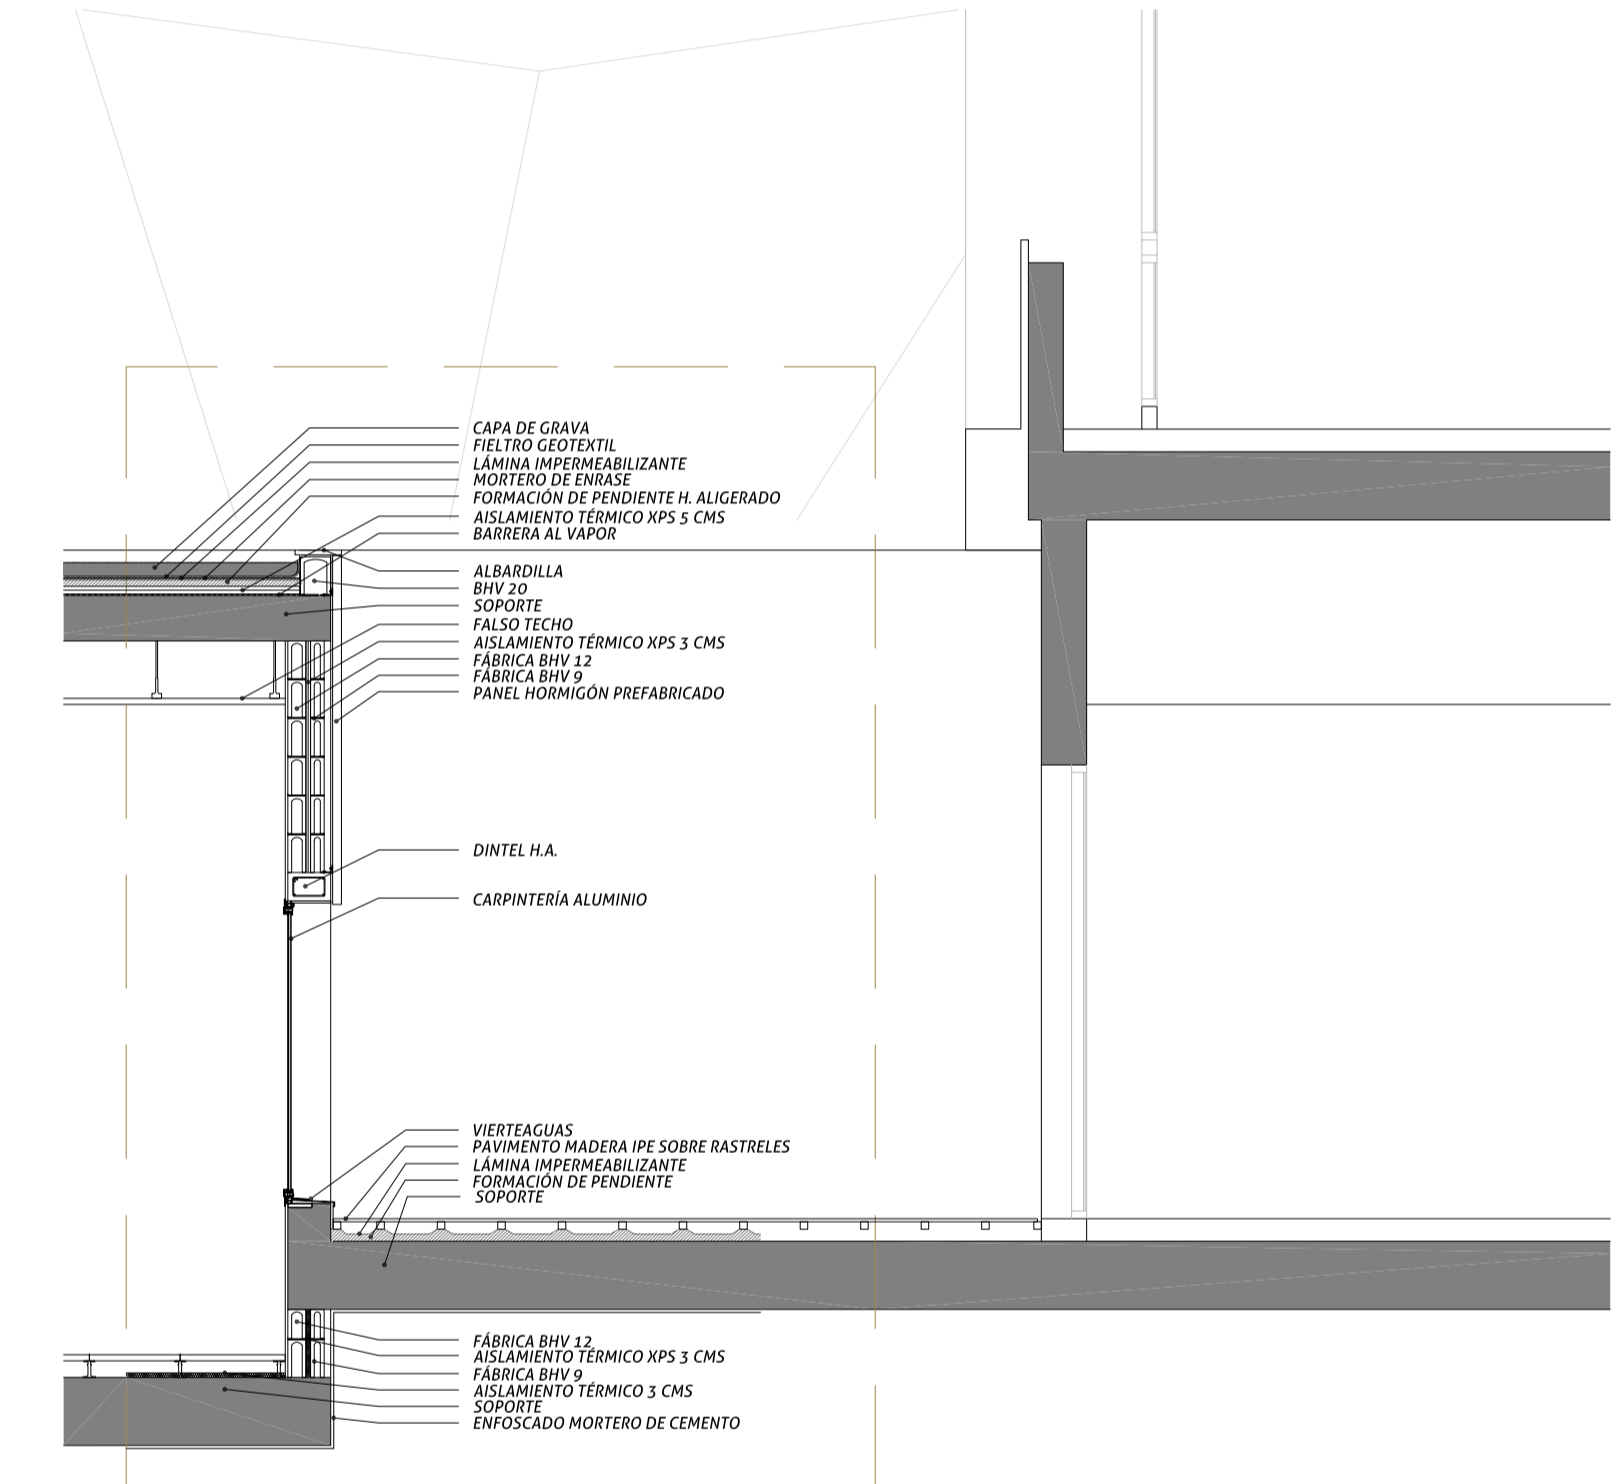 CAPA DE GRAVA
FIELTRO GEOTEXTIL
LÁMINA IMPERMEABILIZANTE
MORTERO DE ENRASE
FORMACIÓN DE PENDIENTE H. ALIGERADO
AISLAMIENTO TÉRMICO XPS 5 CMS
BARRERA AL VAPOR
ALBARDILLA
BHV 20
SOPORTE
FALSO TECHO
AISLAMIENTO TÉRMICO XPS 3 CMS
FÁBRICA BHV 12
FÁBRICA BHV 9
PANEL HORMIGÓN PREFABRICADO
DINTEL H.A.
CARPINTERÍA ALUMINIO
VIERTEAGUAS
PAVIMENTO MADERA IPE SOBRE RASTRELES
LÁMINA IMPERMEABILIZANTE
FORMACIÓN DE PENDIENTE
SOPORTE
FÁBRICA BHV 12
AISLAMIENTO TÉRMICO XPS 3 CMS
FÁBRICA BHV 9
AISLAMIENTO TÉRMICO 3 CMS
SOPORTE
ENFOSCADO MORTERO DE CEMENTO